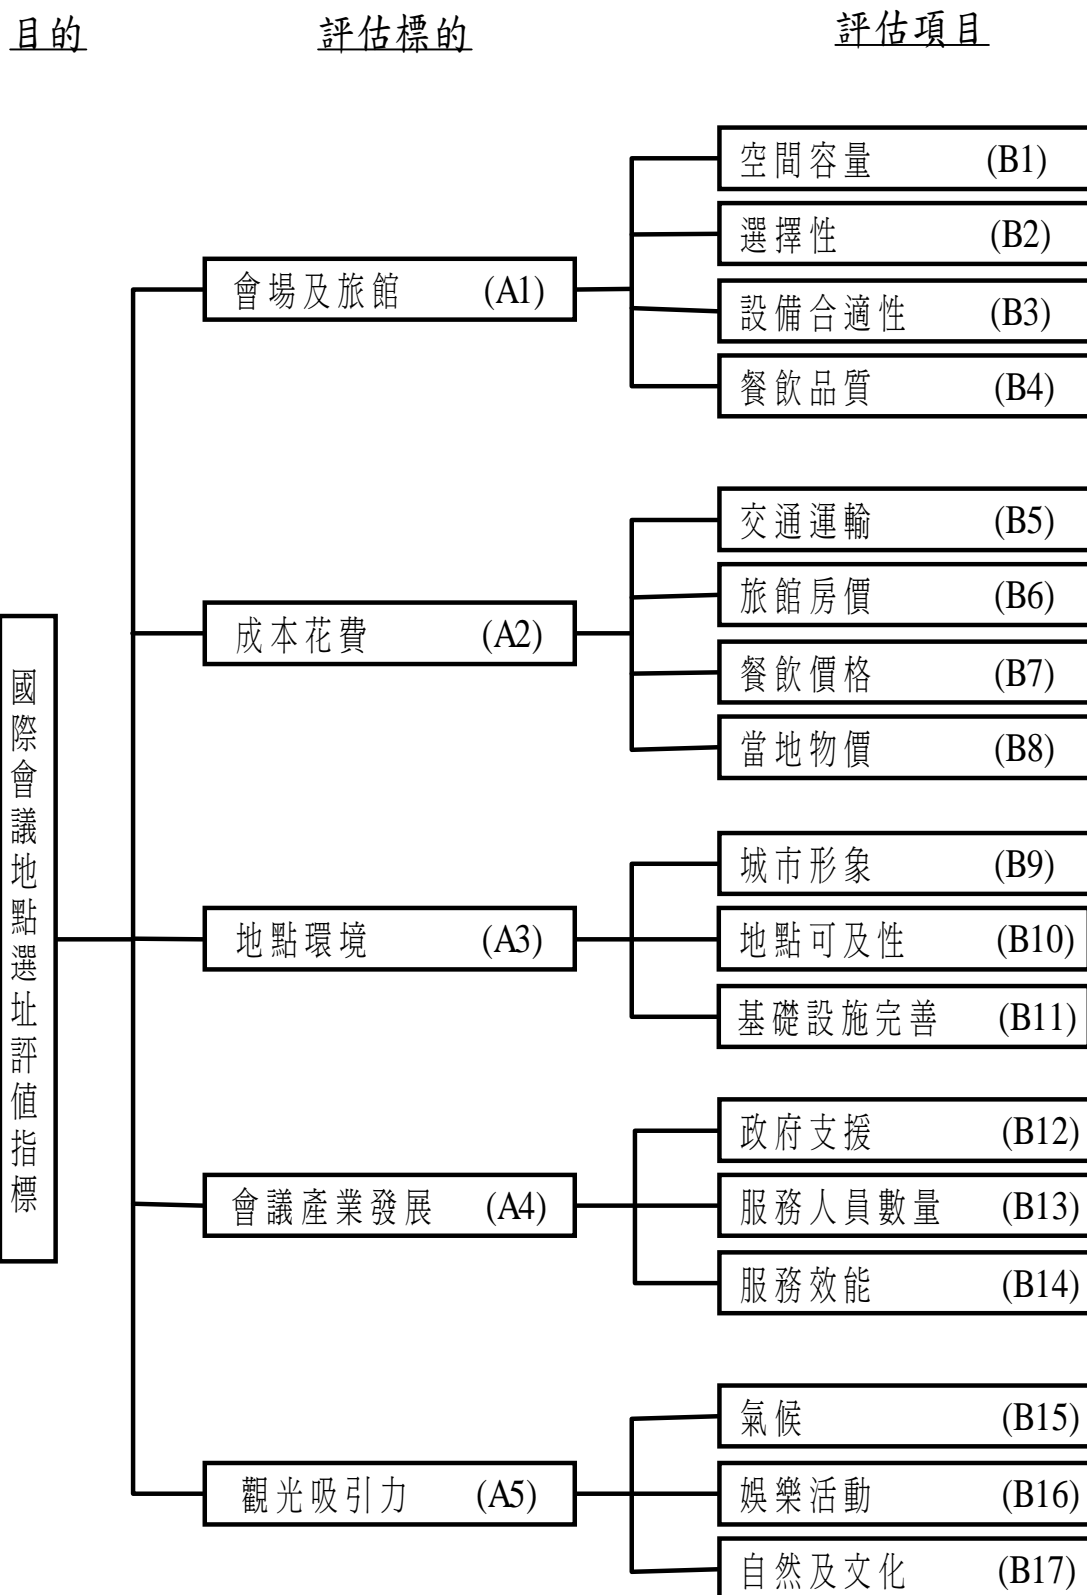 目的 評估標的 評估項目
空間容量 (B1)
選擇性 (B2)
會場及旅館 (A1)
設備合適性 (B3)
餐飲品質 (B4)
交通運輸 (B5)
旅館房價 (B6)
成本花費 (A2)
餐飲價格 (B7)
當地物價 (B8)
國際會議地點選址評值指標
城市形象 (B9)
地點環境 (A3)
地點可及性 (B10)
基礎設施完善 (B11)
政府支援 (B12)
會議產業發展 (A4)
服務人員數量 (B13)
服務效能 (B14)
氣候 (B15)
觀光吸引力 (A5)
娛樂活動 (B16)
自然及文化 (B17)